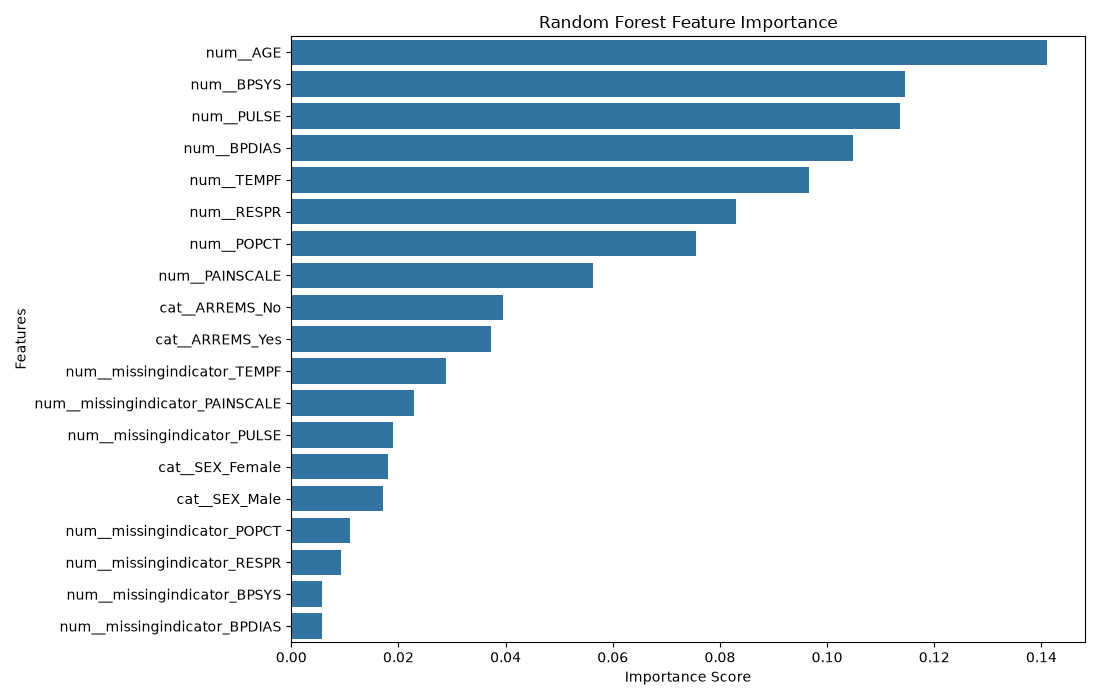 Random Forest Feature Importance
num__AGE
num__BPSYS
num__PULSE
num__BPDIAS
num__TEMPF
num__RESPR
num__POPCT
num__PAINSCALE
cat__ARREMS_No
cat__ARREMS_Yes
num__missingindicator_TEMPF
num__missingindicator_PAINSCALE
num__missingindicator_PULSE
cat__SEX_Female
cat__SEX_Male
num__missingindicator_POPCT
num__missingindicator_RESPR
num__missingindicator_BPSYS
num__missingindicator_BPDIAS
Features
0.00 0.02 0.04 0.06 0.08 0.10 0.12 0.14
Importance Score